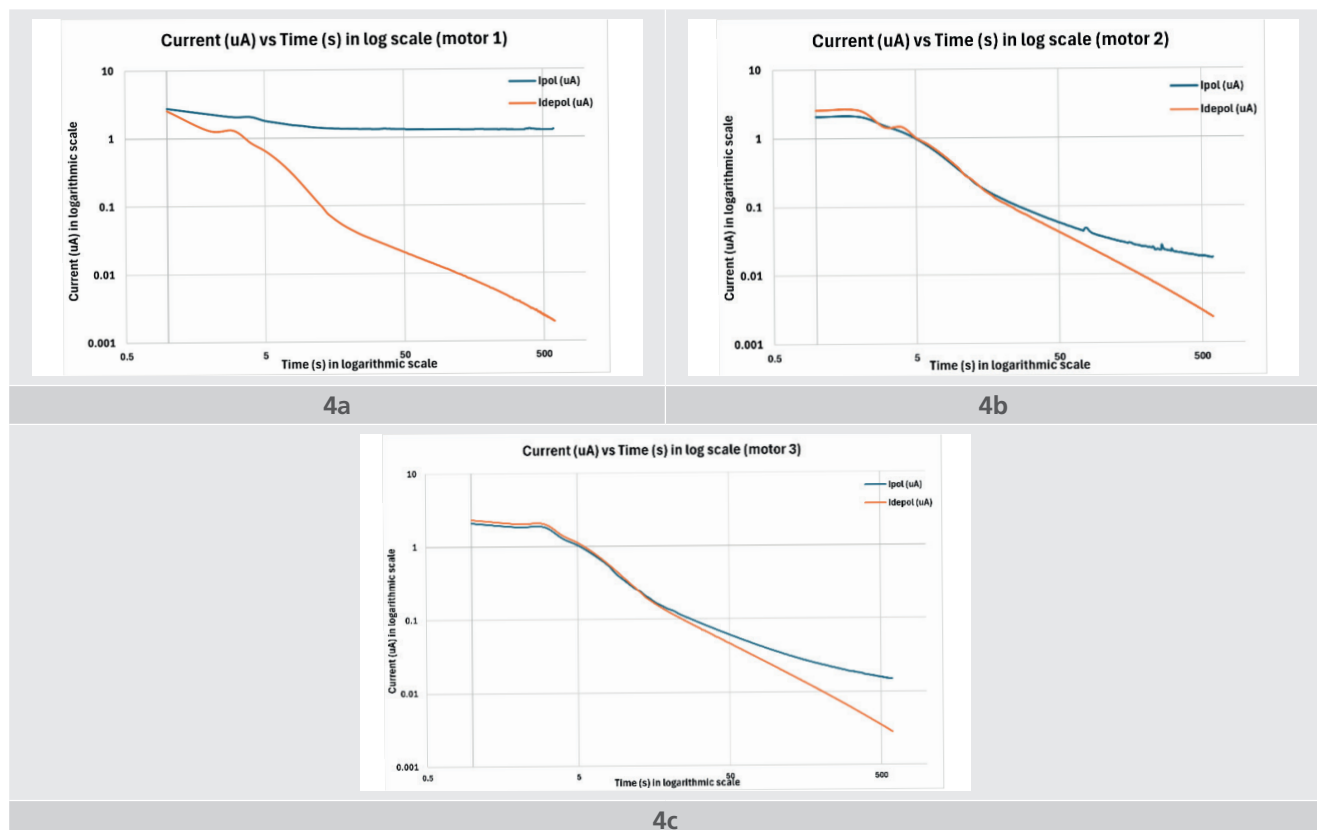 Current (uA) vs Time (s) in log scale (motor 1)
Ipol (uA)
Idepol (uA)
Current (uA) in logarithmic scale
10
1
0.1
0.01
0.001
0.5
5
50
500
Time (s) in logarithmic scale
4a
Current (uA) vs Time (s) in log scale (motor 2)
Ipol (uA)
Idepol (uA)
Current (uA) in logarithmic scale
10
1
0.1
0.01
0.001
0.5
5
50
500
Time (s) in logarithmic scale
4b
Current (uA) vs Time (s) in log scale (motor 3)
Ipol (uA)
Idepol (uA)
Current (uA) in logarithmic scale
10
1
0.1
0.01
0.001
0.5
5
50
500
Time (s) in logarithmic scale
4c